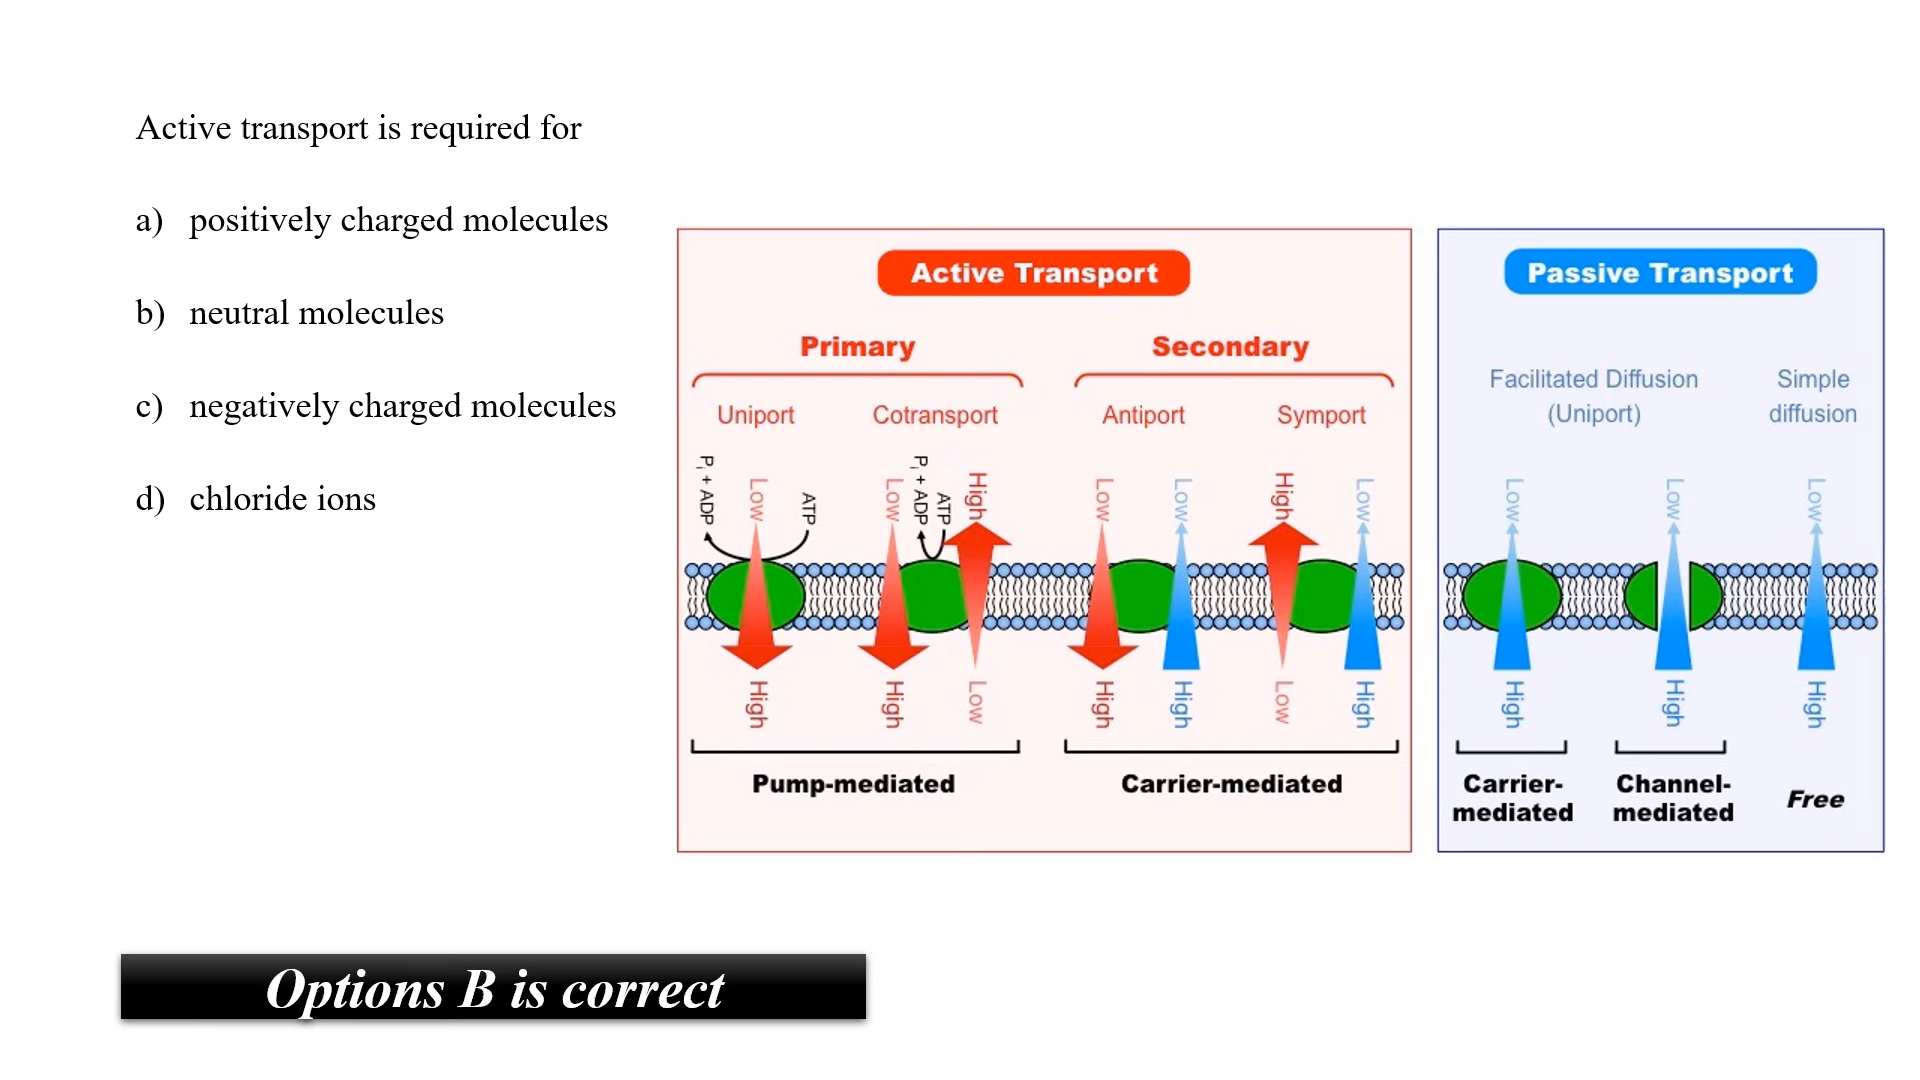 Active transport is required for
a) positively charged molecules
b) neutral molecules
c) negatively charged molecules
d) chloride ions
Active Transport
Primary
Secondary
Uniport
Cotransport
Antiport
Symport
Pi + ADP
Low
ATP
Low
Pi + ADP
ATP
High
Low
Low
High
Low
High
High
Low
High
High
Low
High
Pump-mediated
Carrier-mediated
Passive Transport
Facilitated Diffusion
(Uniport)
Simple
diffusion
Low
Low
Low
High
High
High
Carrier-
mediated
Channel-
mediated
Free
Options B is correct